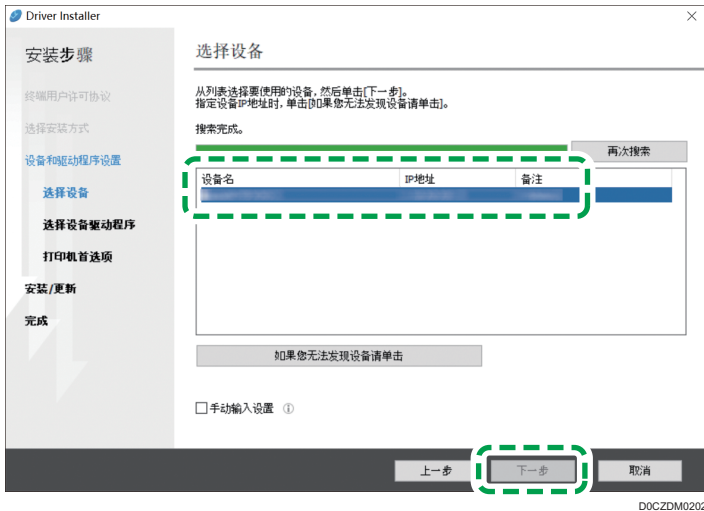 Driver Installer
安装步骤
终端用户许可协议
选择安装方式
设备和驱动程序设置
选择设备
选择设备驱动程序
打印机首选项
安装/更新
完成
选择设备
从列表选择要使用的设备，然后单击[下一步]。
指定设备IP地址时，单击[如果您无法发现设备请单击]。
搜索完成。
再次搜索
设备名 IP地址 备注
如果您无法发现设备请单击
手动输入设置
上一步 下一步 取消
D0CZDM0202